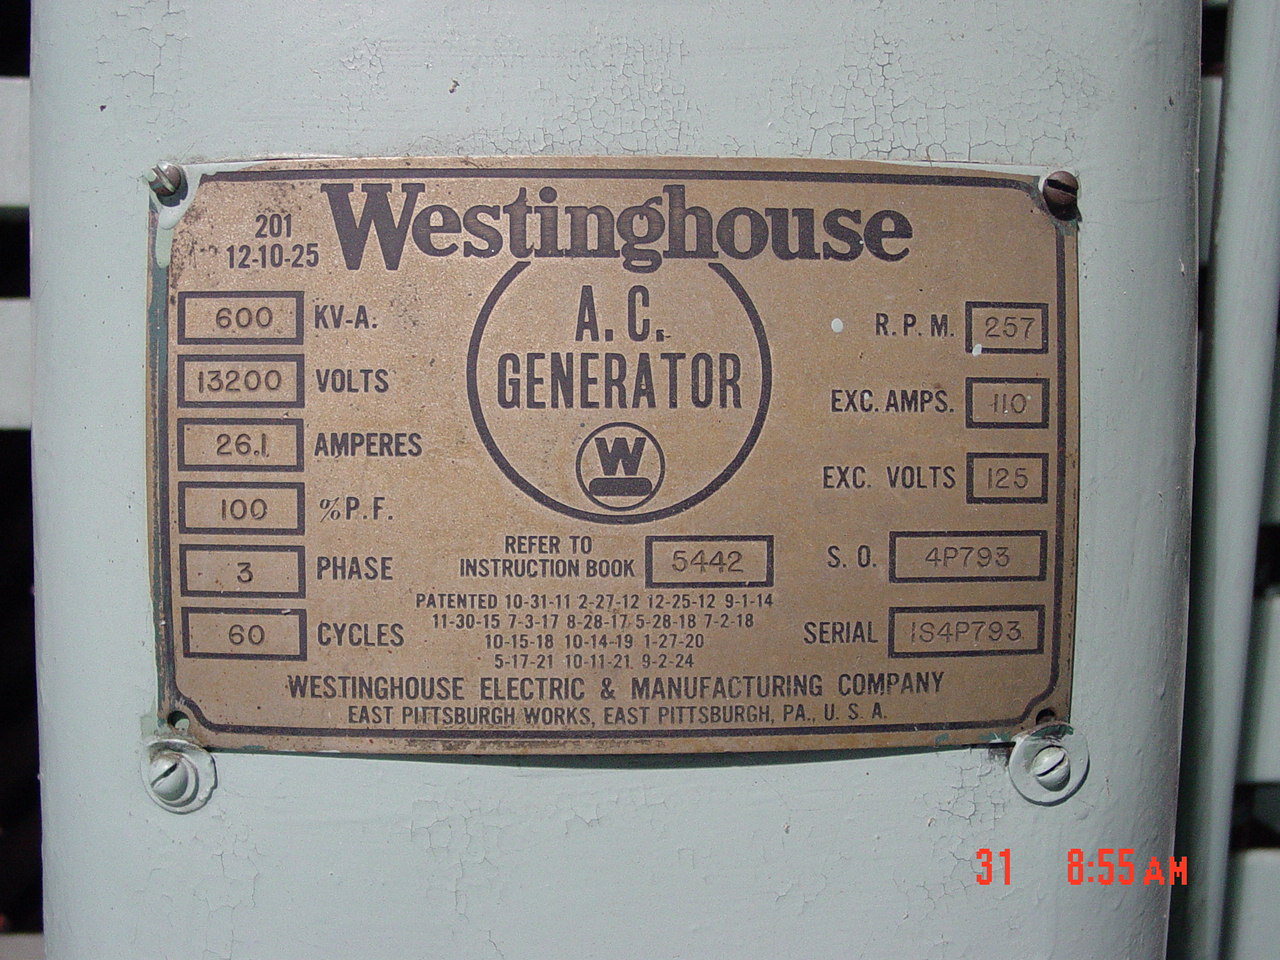 Westinghouse
201
12-10-25
A.C.
GENERATOR
W
600 KV-A.
13200 VOLTS
26.1 AMPERES
100 % P.F.
3 PHASE
60 CYCLES
R.P.M. 257
EXC. AMPS. 110
EXC. VOLTS 125
S.O. 4P793
SERIAL 1S4P793
REFER TO
INSTRUCTION BOOK 5442
PATENTED 10-31-11 2-27-12 12-25-12 9-1-14
11-30-15 7-3-17 8-28-17 5-28-18 7-2-18
10-15-18 10-14-19 1-27-20
5-17-21 10-11-21 9-2-24
WESTINGHOUSE ELECTRIC & MANUFACTURING COMPANY
EAST PITTSBURGH WORKS, EAST PITTSBURGH, PA., U.S.A.
31 8:55 AM